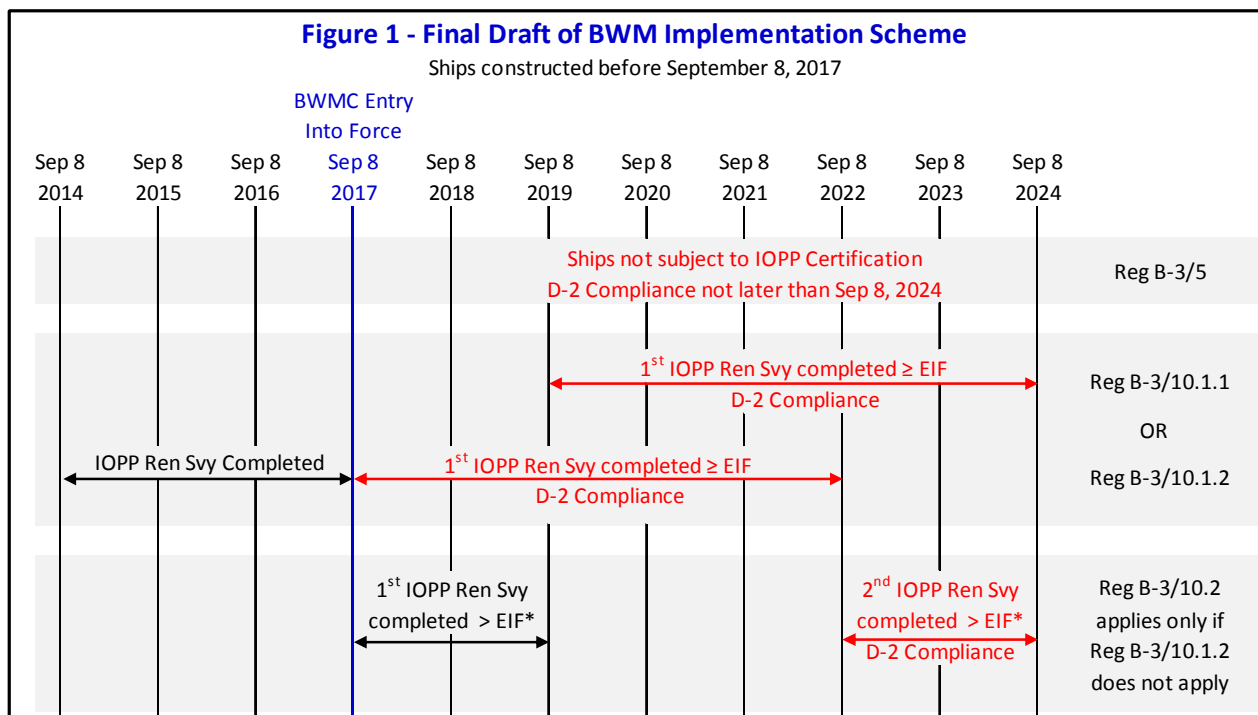 Figure 1 - Final Draft of BWM Implementation Scheme
Ships constructed before September 8, 2017
BWMC Entry
Into Force
Sep 8 Sep 8 Sep 8 Sep 8 Sep 8 Sep 8 Sep 8 Sep 8 Sep 8 Sep 8 Sep 8
2014 2015 2016 2017 2018 2019 2020 2021 2022 2023 2024
Ships not subject to IOPP Certification
D-2 Compliance not later than Sep 8, 2024
Reg B-3/5
1st IOPP Ren Svy completed ≥ EIF
D-2 Compliance
Reg B-3/10.1.1
OR
IOPP Ren Svy Completed
1st IOPP Ren Svy completed ≥ EIF
D-2 Compliance
Reg B-3/10.1.2
1st IOPP Ren Svy
completed > EIF*
2nd IOPP Ren Svy
completed > EIF*
D-2 Compliance
Reg B-3/10.2
applies only if
Reg B-3/10.1.2
does not apply